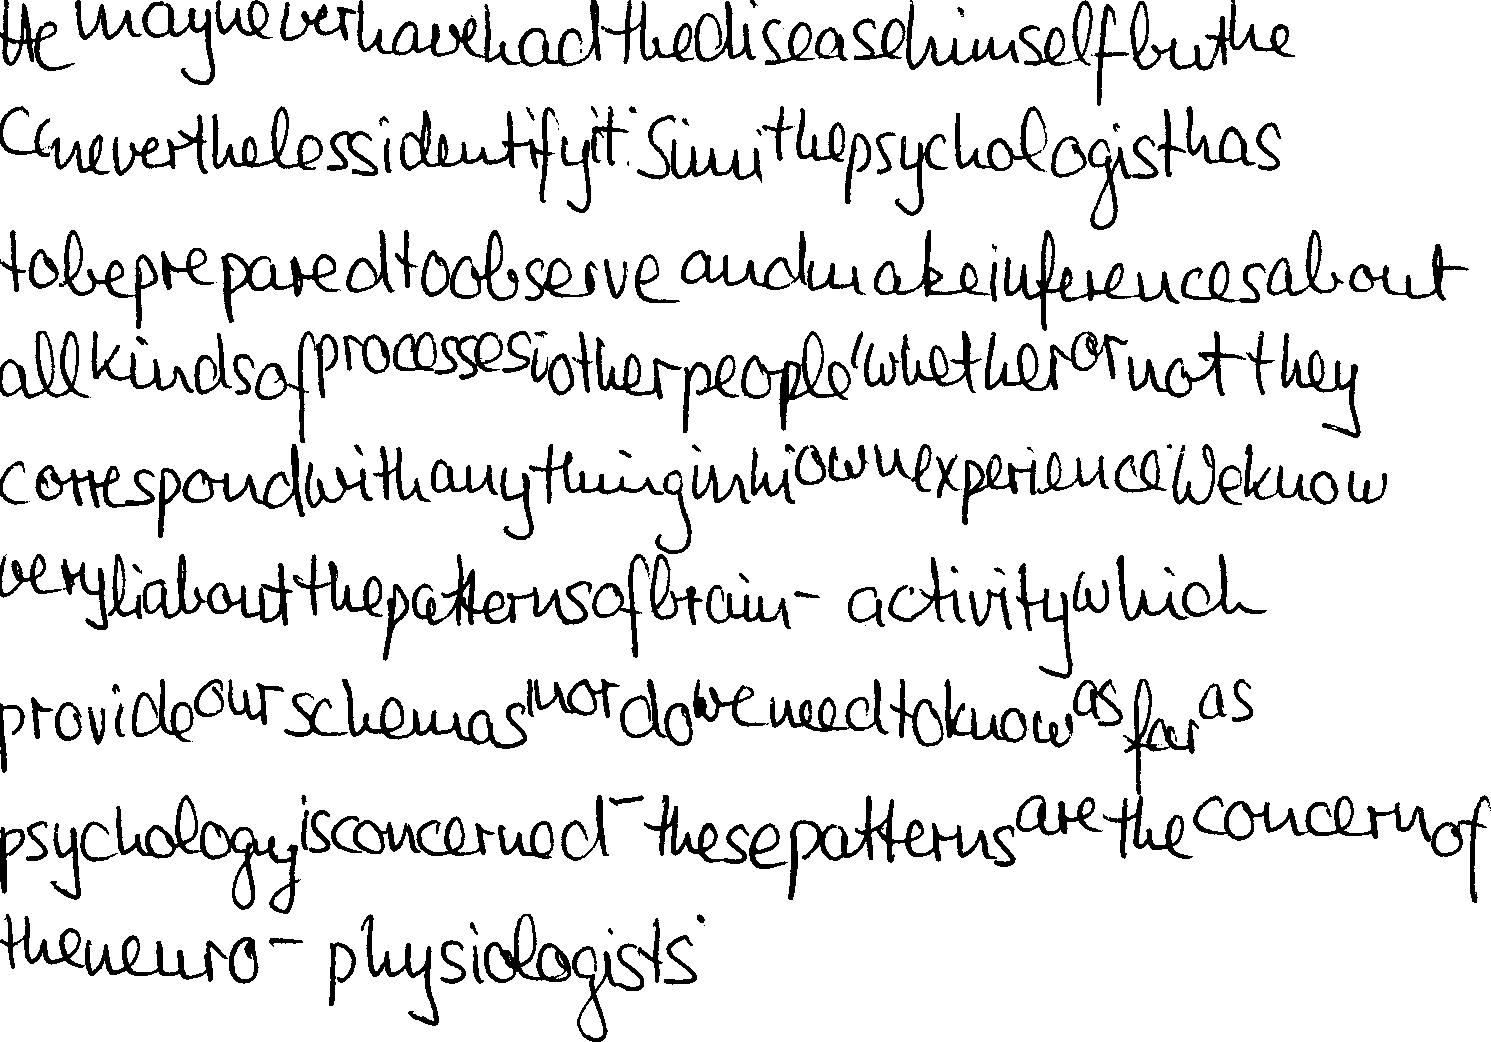 He may never have had the disease himself but he
can nevertheless identify it. Simi the psychologist has
to be prepared to observe and make inferences about
all kinds of processes i other people, whether or not they
correspond with anything in hi own experience. We know
very li about the patterns of brain - activity which
provide our schemas nor do we need to know as far as
psychology is concerned - these patterns are the concern of
the neuro - physiologists.